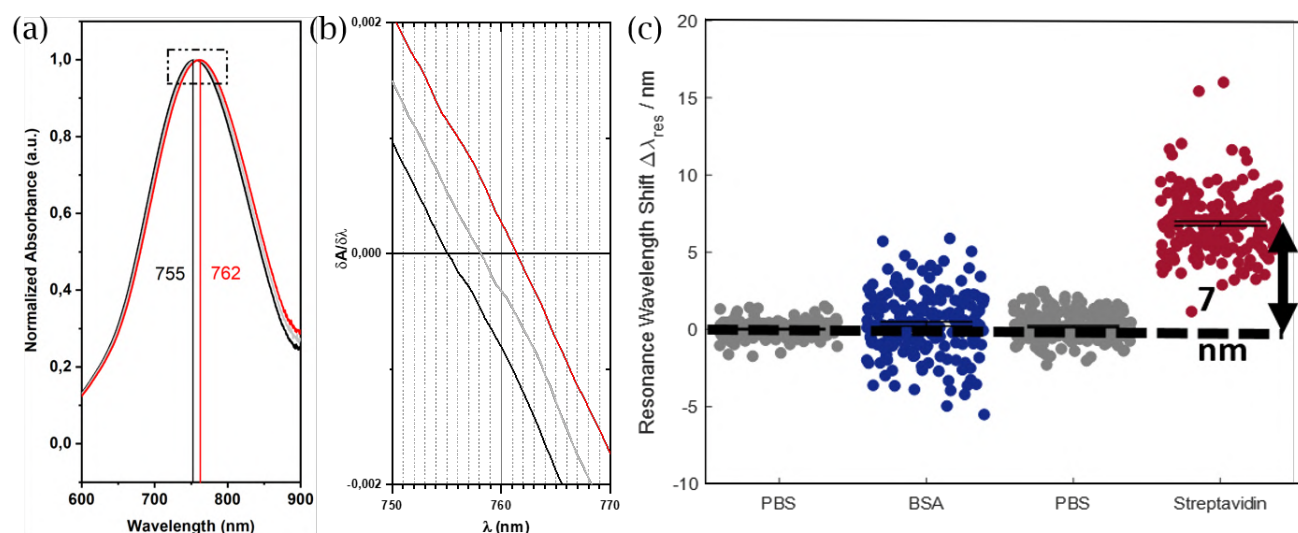 (a)
Normalized Absorbance (a.u.)
1,0
1,0
0,8
0,6
0,4
0,2
0,0
755
762
600
700
800
900
Wavelength (nm)
(b)
δA/δλ
0,002
0,000
-0,002
750
760
770
λ (nm)
(c)
Resonance Wavelength Shift Δλres / nm
20
15
10
5
0
-5
-10
7
nm
PBS
BSA
PBS
Streptavidin